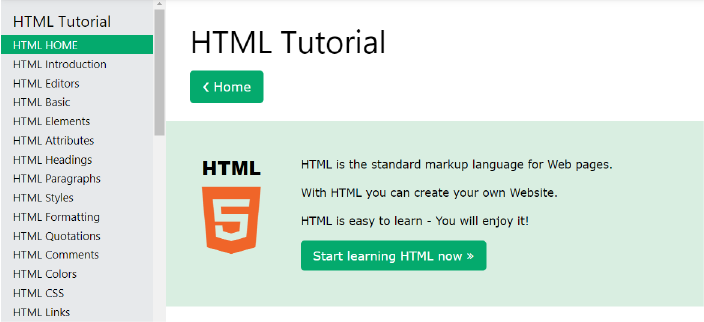 HTML Tutorial
HTML HOME
HTML Introduction
HTML Editors
HTML Basic
HTML Elements
HTML Attributes
HTML Headings
HTML Paragraphs
HTML Styles
HTML Formatting
HTML Quotations
HTML Comments
HTML Colors
HTML CSS
HTML Links
HTML Tutorial
❮ Home
HTML
5
HTML is the standard markup language for Web pages.
With HTML you can create your own Website.
HTML is easy to learn - You will enjoy it!
Start learning HTML now »